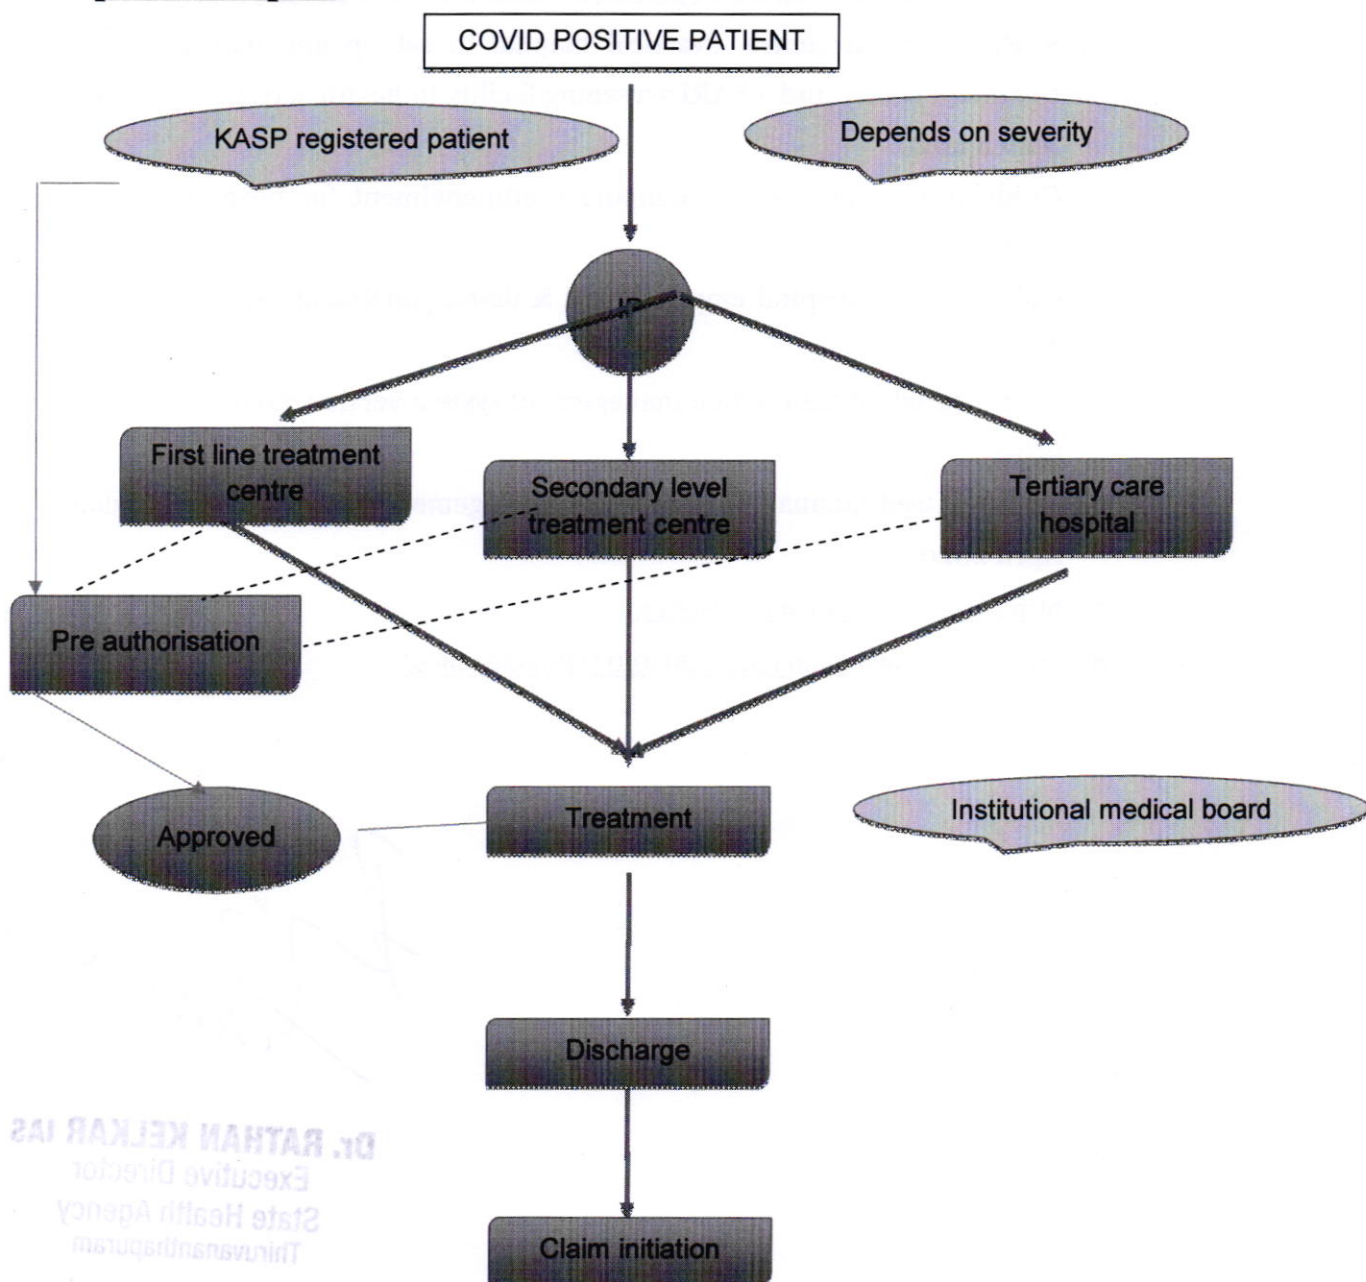 COVID POSITIVE PATIENT
KASP registered patient
Depends on severity
IP
First line treatment
centre
Secondary level
treatment centre
Tertiary care
hospital
Pre authorisation
Approved
Treatment
Institutional medical board
Discharge
Claim initiation
Dr. RATHAN KELKAR IAS
Executive Director
State Health Agency
Thiruvananthapuram